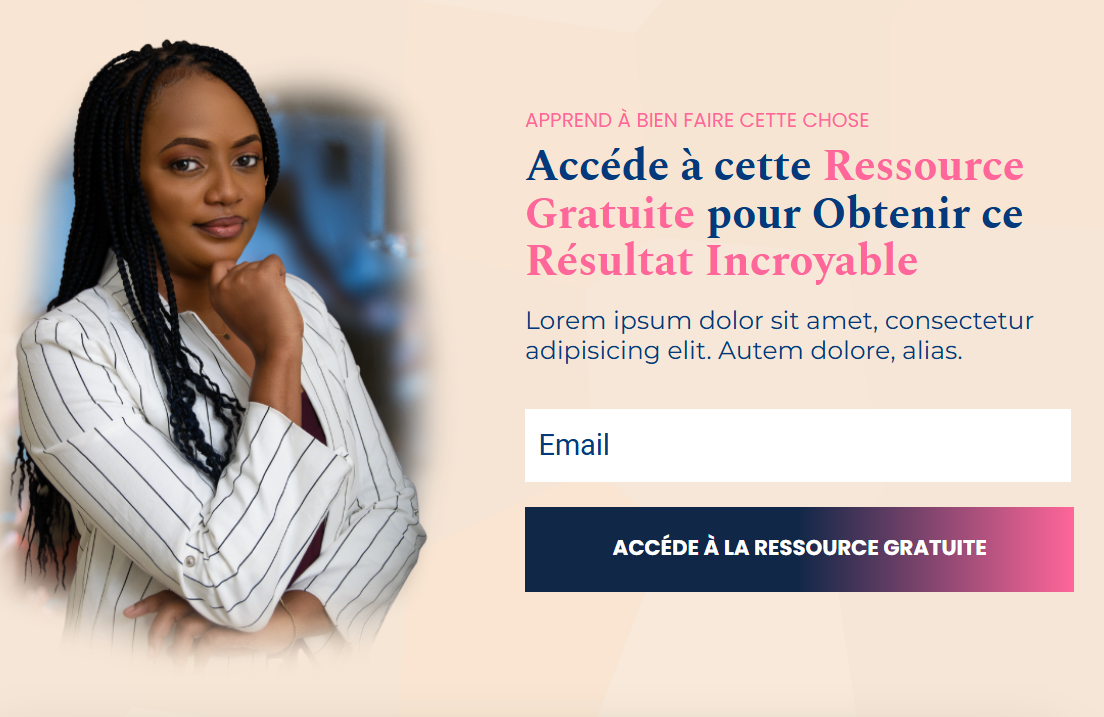 APPREND À BIEN FAIRE CETTE CHOSE
Accéde à cette Ressource
Gratuite pour Obtenir ce
Résultat Incroyable
Lorem ipsum dolor sit amet, consectetur
adipisicing elit. Autem dolore, alias.
Email
ACCÉDE À LA RESSOURCE GRATUITE